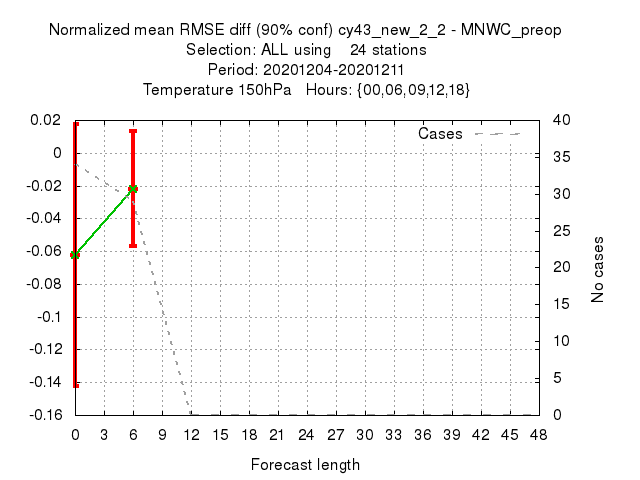 Normalized mean RMSE diff (90% conf) cy43_new_2_2 - MNWC_preop
Selection: ALL using    24 stations
Period: 20201204-20201211
Temperature 150hPa   Hours: {00,06,09,12,18}
0.02
0
-0.02
-0.04
-0.06
-0.08
-0.1
-0.12
-0.14
-0.16
Cases
40
35
30
25
20
15
10
5
0
No cases
0 3 6 9 12 15 18 21 24 27 30 33 36 39 42 45 48
Forecast length